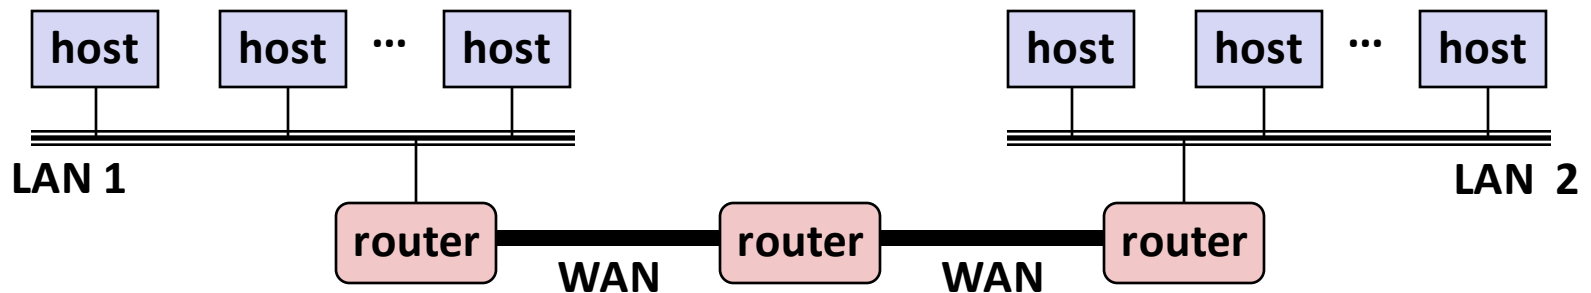 host host ... host host host ... host
LAN 1 LAN 2
router router router
WAN WAN